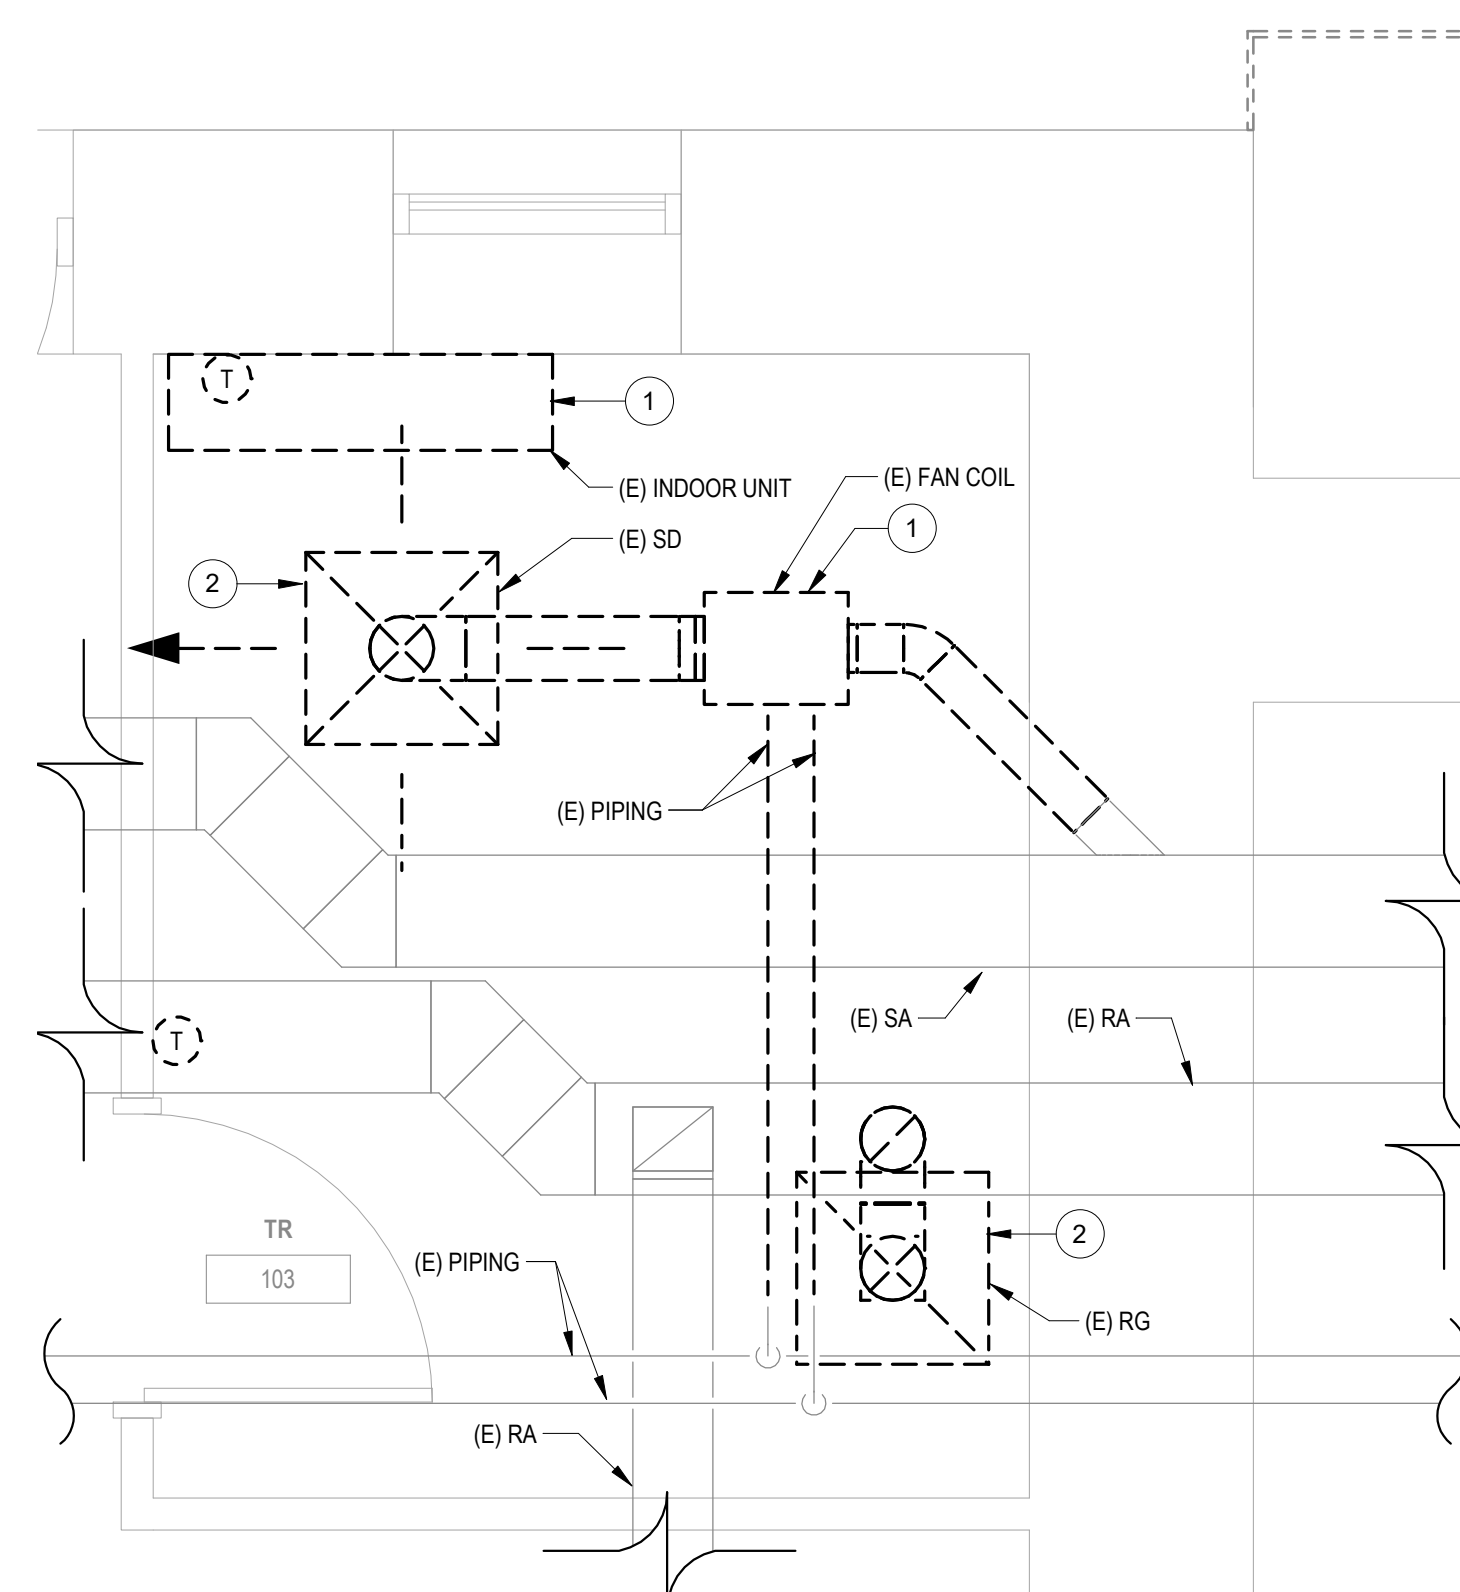 T
1
(E) INDOOR UNIT
(E) FAN COIL
1
(E) SD
2
(E) PIPING
(E) SA
(E) RA
T
TR
103
2
(E) PIPING
(E) RG
(E) RA